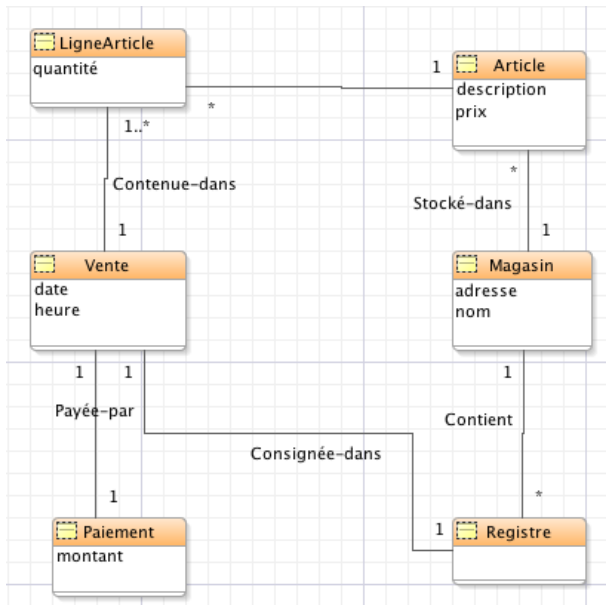 LigneArticle
quantité
1
Article
description
prix
*
1..*
*
Contenue-dans
Stocké-dans
1
1
Vente
date
heure
Magasin
adresse
nom
1
1
1
Payée-par
Contient
Consignée-dans
1
*
1
Paiement
montant
Registre